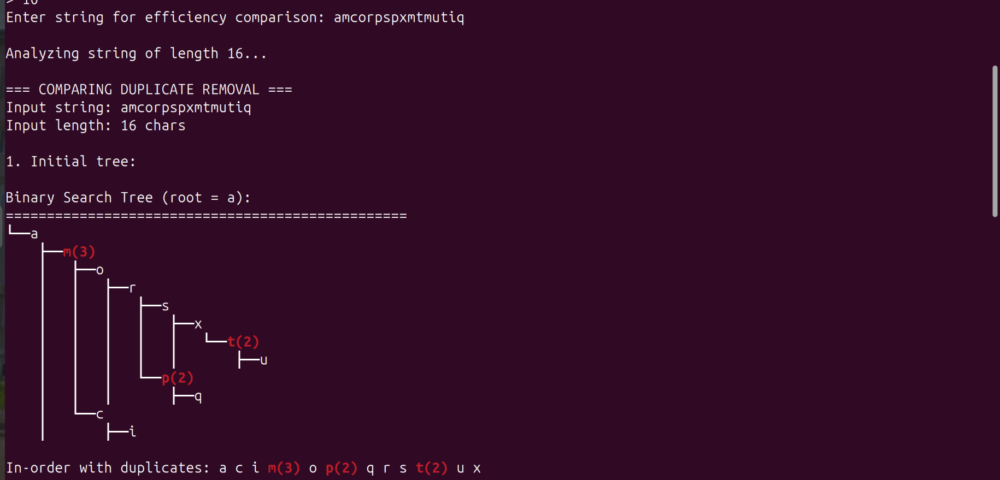 > 10
Enter string for efficiency comparison: amcorpspxmtmutiq
Analyzing string of length 16...
=== COMPARING DUPLICATE REMOVAL ===
Input string: amcorpspxmtmutiq
Input length: 16 chars
1. Initial tree:
Binary Search Tree (root = a):
=================================================
└──a
    ├──m(3)
    │   ├──o
    │   │   ├──r
    │   │   │   ├──s
    │   │   │   │   ├──x
    │   │   │   │   │   └──t(2)
    │   │   │   │   │       ├──u
    │   │   │   └──p(2)
    │   │   │       ├──q
    │   └──c
    │       ├──i
In-order with duplicates: a c i m(3) o p(2) q r s t(2) u x